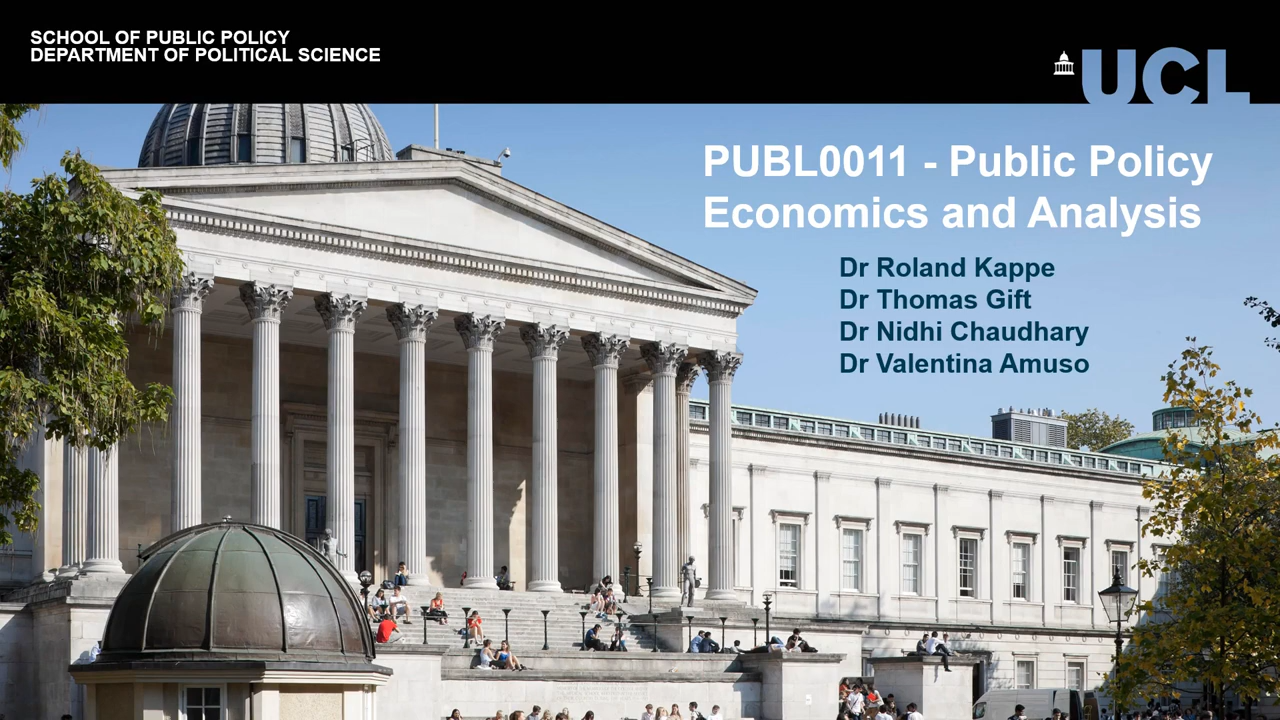 SCHOOL OF PUBLIC POLICY
DEPARTMENT OF POLITICAL SCIENCE
UCL
PUBL0011 - Public Policy
Economics and Analysis
Dr Roland Kappe
Dr Thomas Gift
Dr Nidhi Chaudhary
Dr Valentina Amuso